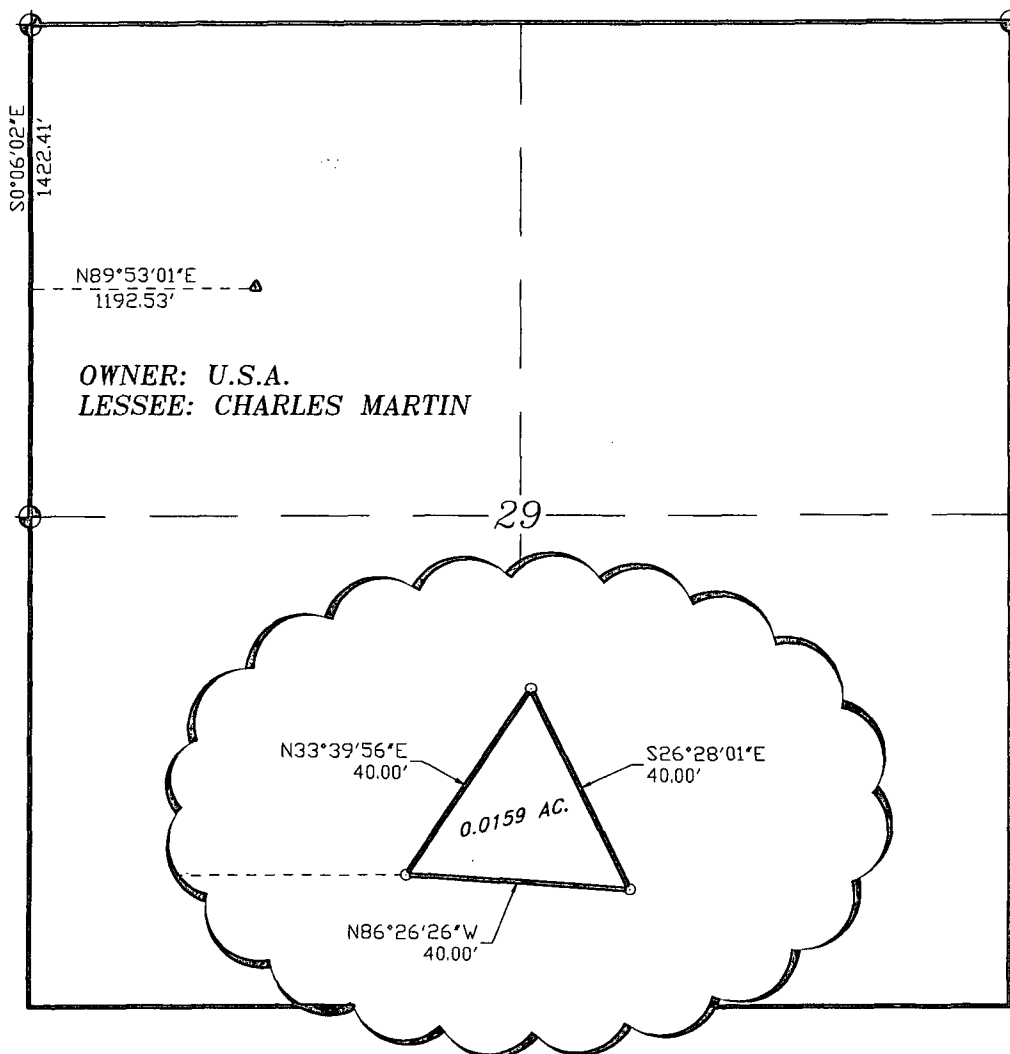 S0°06'02"E
1422.41'
N89°53'01"E
1192.53'
OWNER: U.S.A.
LESSEE: CHARLES MARTIN
29
N33°39'56"E
40.00'
S26°28'01"E
40.00'
0.0159 AC.
N86°26'26"W
40.00'